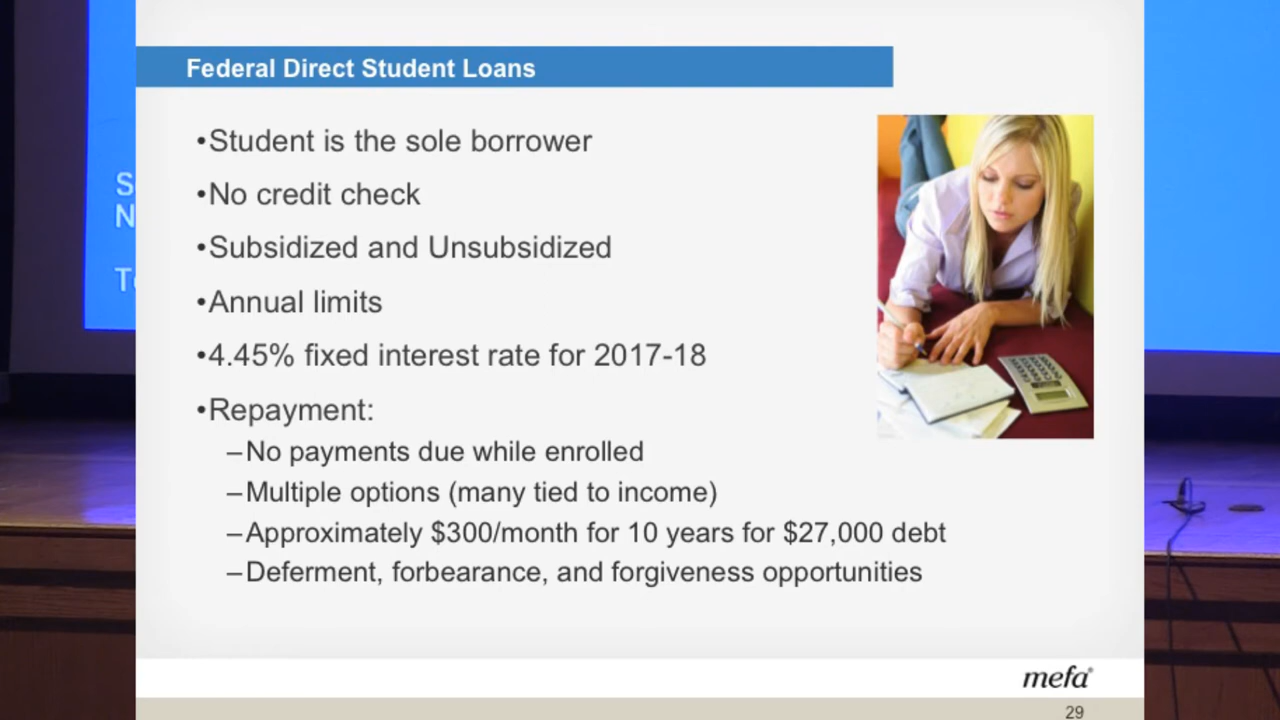 Federal Direct Student Loans
•Student is the sole borrower
•No credit check
•Subsidized and Unsubsidized
•Annual limits
•4.45% fixed interest rate for 2017-18
•Repayment:
–No payments due while enrolled
–Multiple options (many tied to income)
–Approximately $300/month for 10 years for $27,000 debt
–Deferment, forbearance, and forgiveness opportunities
mefa®
29